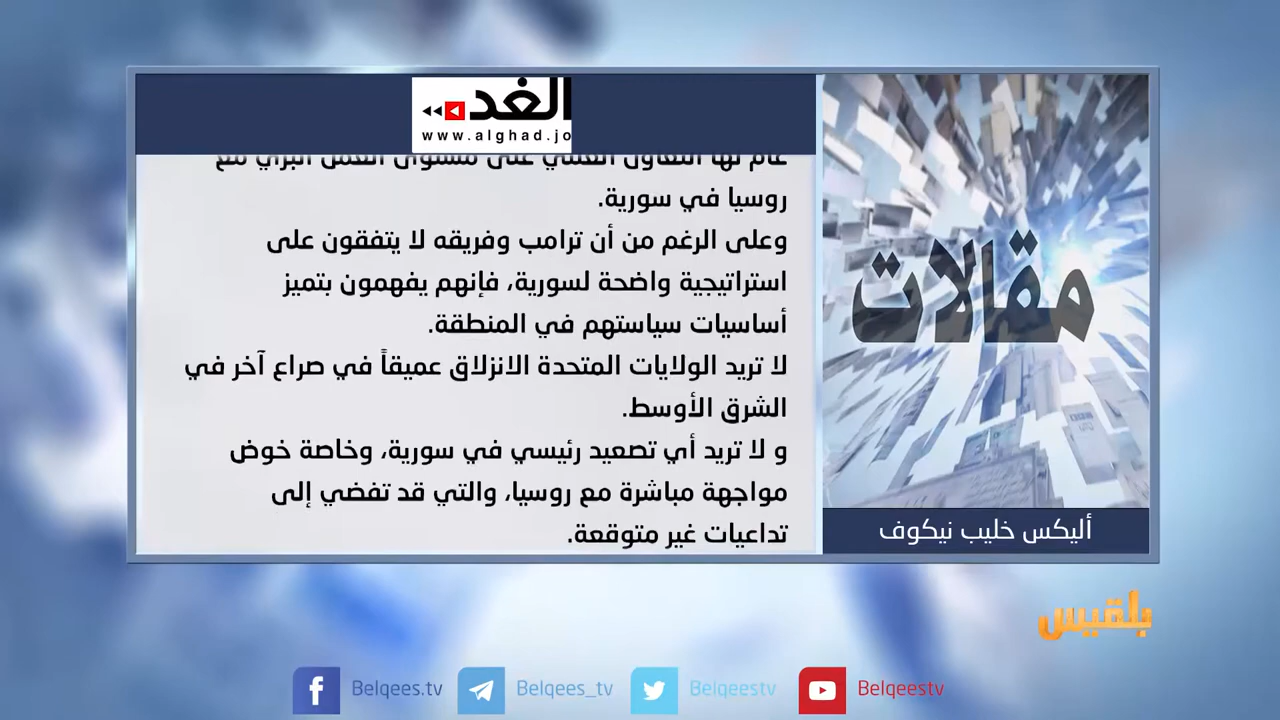 الغد
www.alghad.jo
روسيا في سورية.
وعلى الرغم من أن ترامب وفريقه لا يتفقون على
استراتيجية واضحة لسورية، فإنهم يفهمون بتميز
أساسيات سياستهم في المنطقة.
لا تريد الولايات المتحدة الانزلاق عميقاً في صراع آخر في
الشرق الأوسط.
و لا تريد أي تصعيد رئيسي في سورية، وخاصة خوض
مواجهة مباشرة مع روسيا، والتي قد تفضي إلى
تداعيات غير متوقعة.
مقالات
أليكس خليب نيكوف
بلقيس
Belqees.tv
Belqees_tv
Belqeestv
Belqeestv